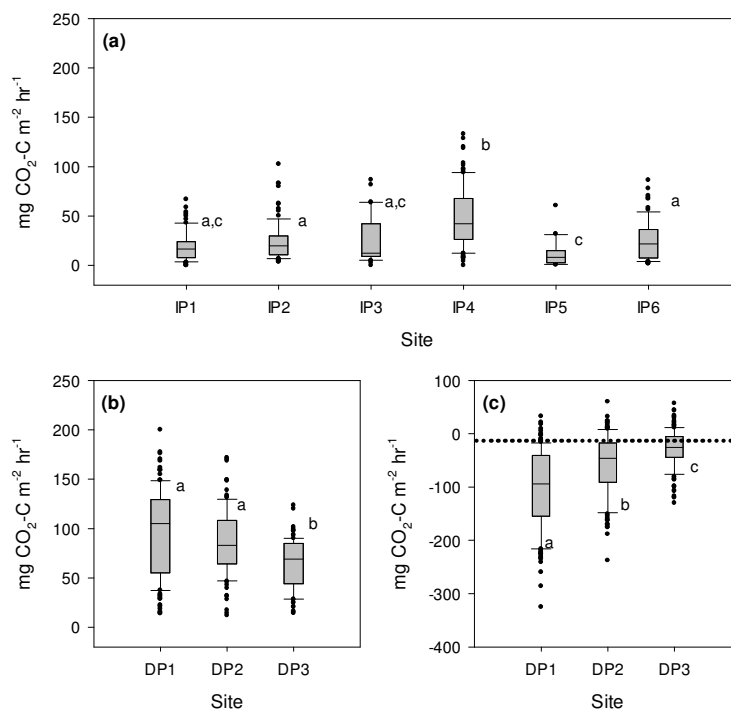 (a)
250
200
150
100
50
0
mg CO₂-C m⁻² hr⁻¹
a,c
a
a,c
b
c
a
IP1 IP2 IP3 IP4 IP5 IP6
Site
(b)
250
200
150
100
50
0
mg CO₂-C m⁻² hr⁻¹
a
a
b
DP1 DP2 DP3
Site
(c)
100
0
-100
-200
-300
-400
mg CO₂-C m⁻² hr⁻¹
a
b
c
DP1 DP2 DP3
Site